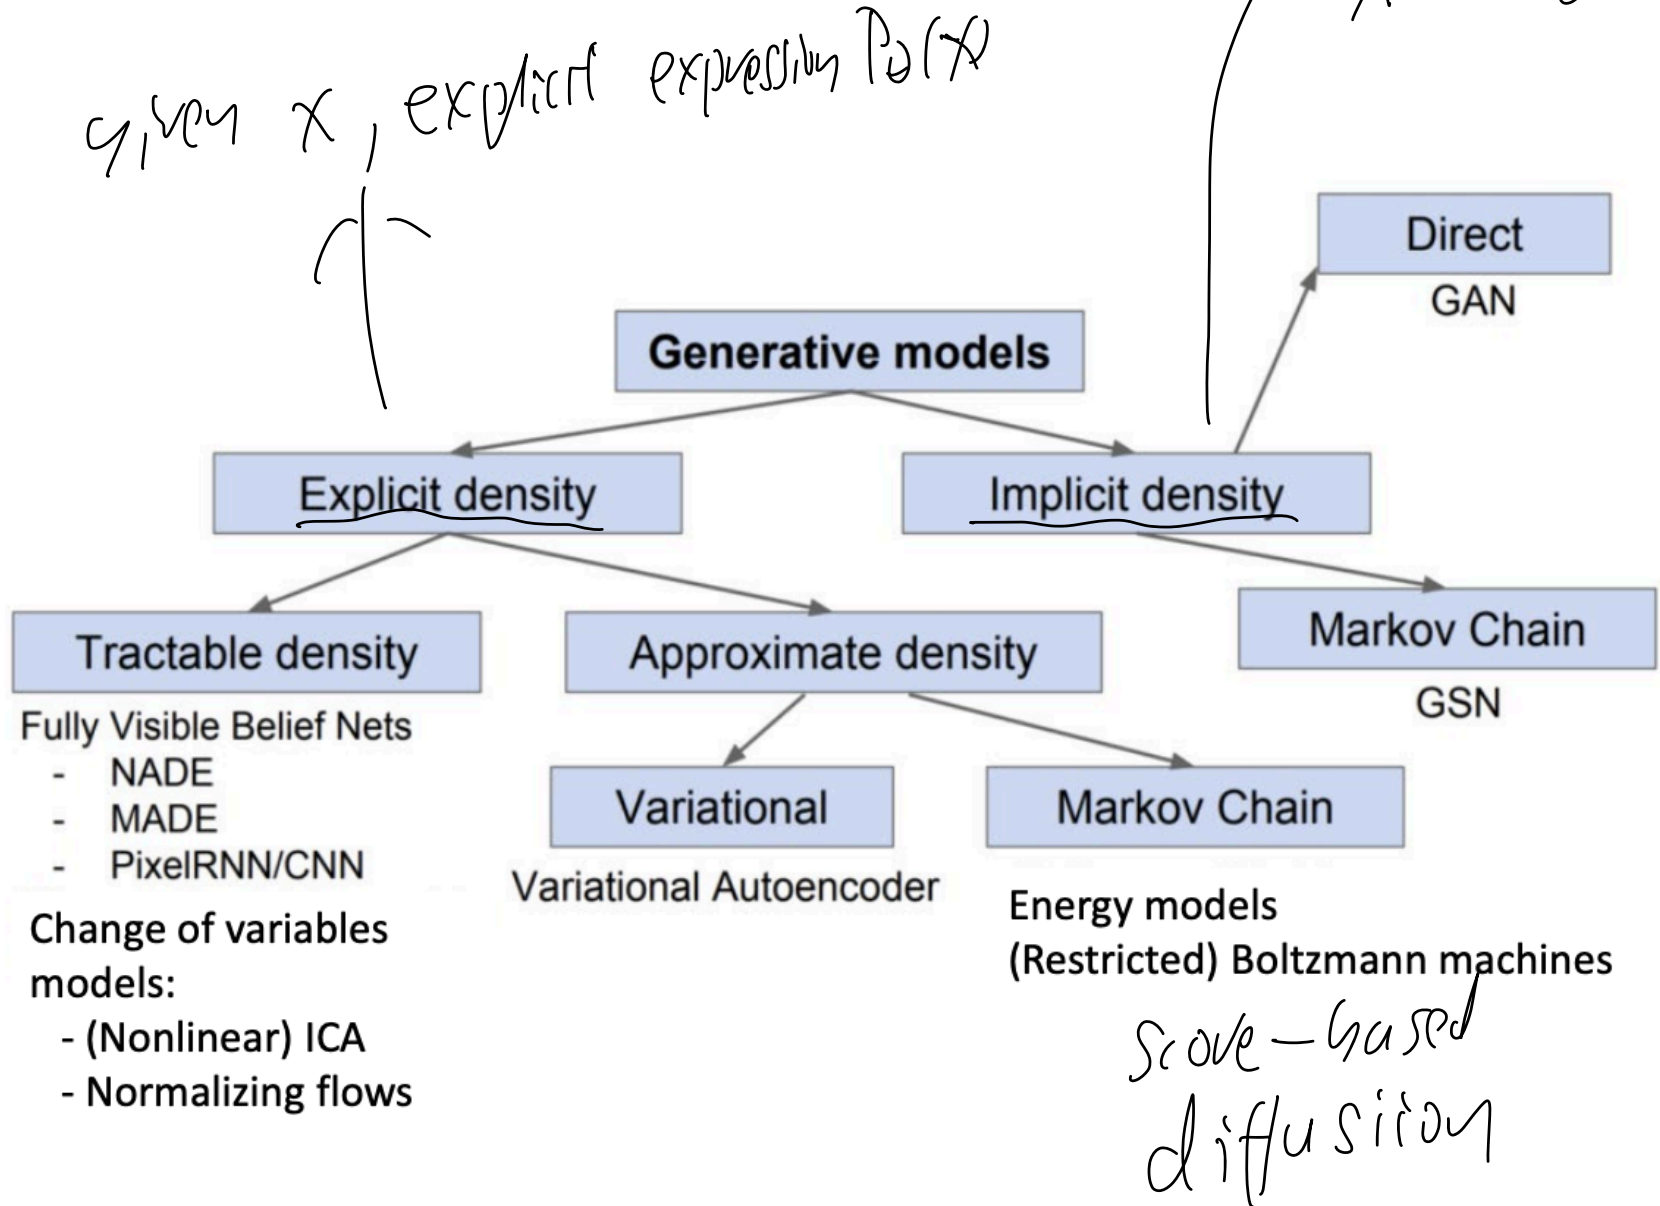 given x, explicit expression Pθ(x)
Direct
GAN
Generative models
Explicit density
Implicit density
Tractable density
Approximate density
Markov Chain
GSN
Fully Visible Belief Nets
- NADE
- MADE
- PixelRNN/CNN
Variational
Markov Chain
Variational Autoencoder
Change of variables
models:
- (Nonlinear) ICA
- Normalizing flows
Energy models
(Restricted) Boltzmann machines
score-based
diffusiion